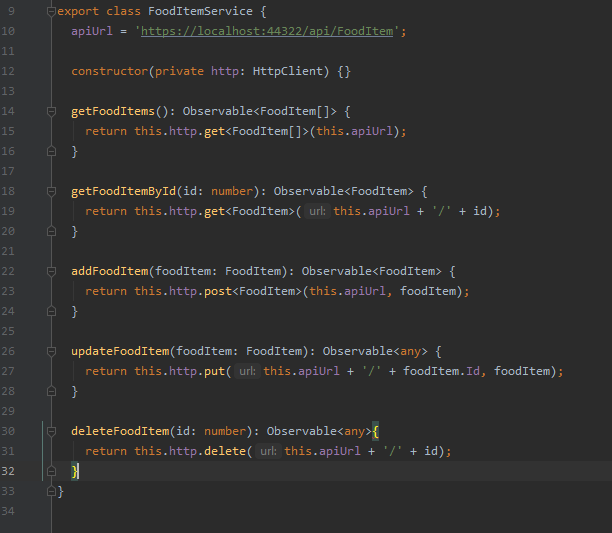 9 export class FoodItemService {
10 apiUrl = 'https://localhost:44322/api/FoodItem';
11
12 constructor(private http: HttpClient) {}
13
14 getFoodItems(): Observable<FoodItem[]> {
15 return this.http.get<FoodItem[]>(this.apiUrl);
16 }
17
18 getFoodItemById(id: number): Observable<FoodItem> {
19 return this.http.get<FoodItem>( url: this.apiUrl + '/' + id);
20 }
21
22 addFoodItem(foodItem: FoodItem): Observable<FoodItem> {
23 return this.http.post<FoodItem>(this.apiUrl, foodItem);
24 }
25
26 updateFoodItem(foodItem: FoodItem): Observable<any> {
27 return this.http.put( url: this.apiUrl + '/' + foodItem.Id, foodItem);
28 }
29
30 deleteFoodItem(id: number): Observable<any>{
31 return this.http.delete( url: this.apiUrl + '/' + id);
32 }
33 }
34